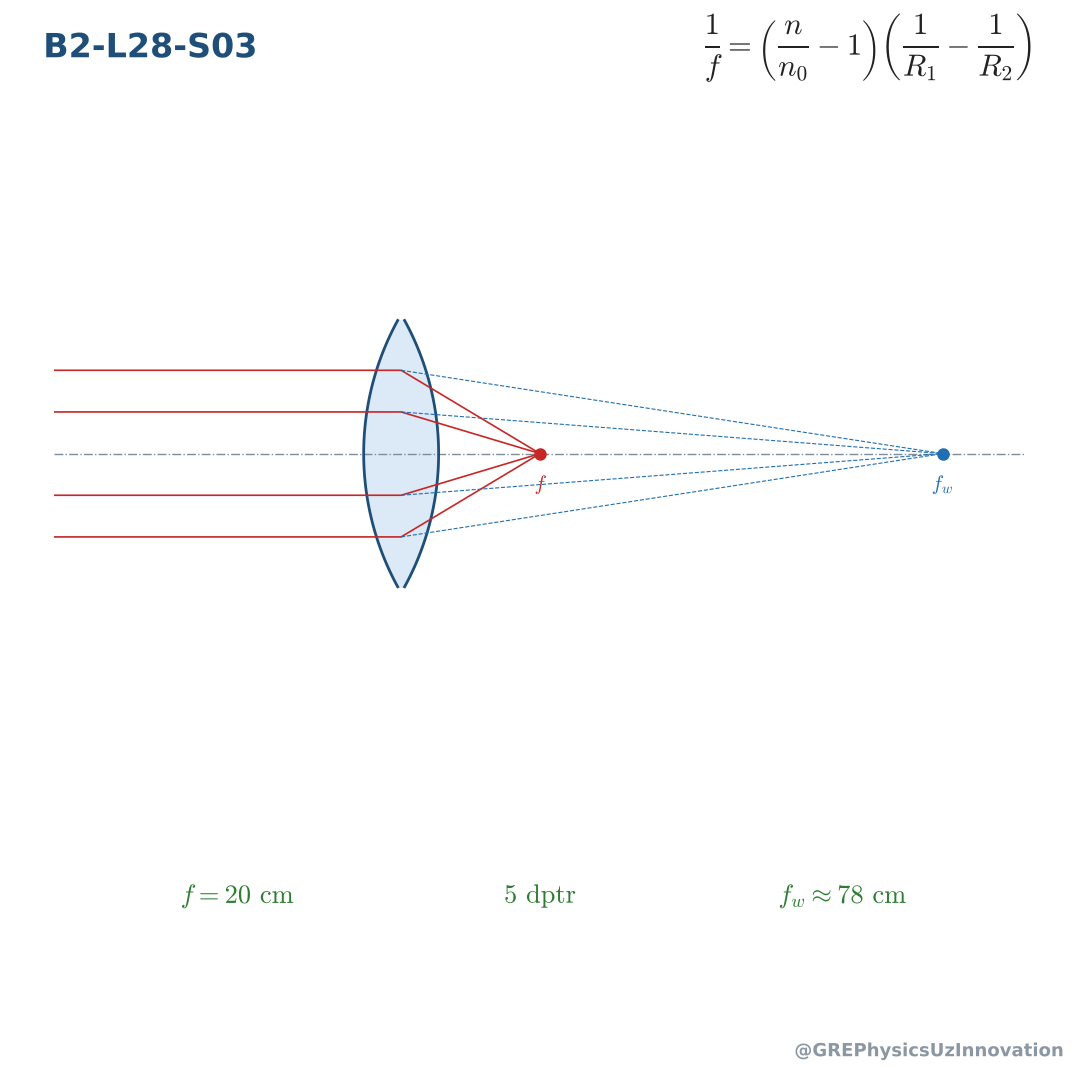 B2-L28-S03
1/f = (n/n₀ − 1)(1/R₁ − 1/R₂)
f
f_w
f = 20 cm
5 dptr
f_w ≈ 78 cm
@GREPhysicsUzInnovation